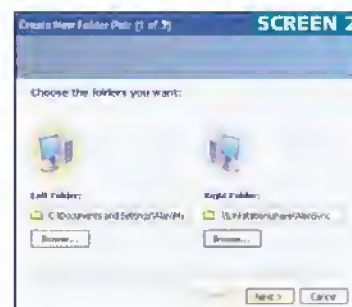 Create New Folder Pair (1 of 3) SCREEN 2
Choose the folders you want:
Left Folder: Right Folder:
C:\Documents and Settings\
Browse... Browse...
Next > Cancel